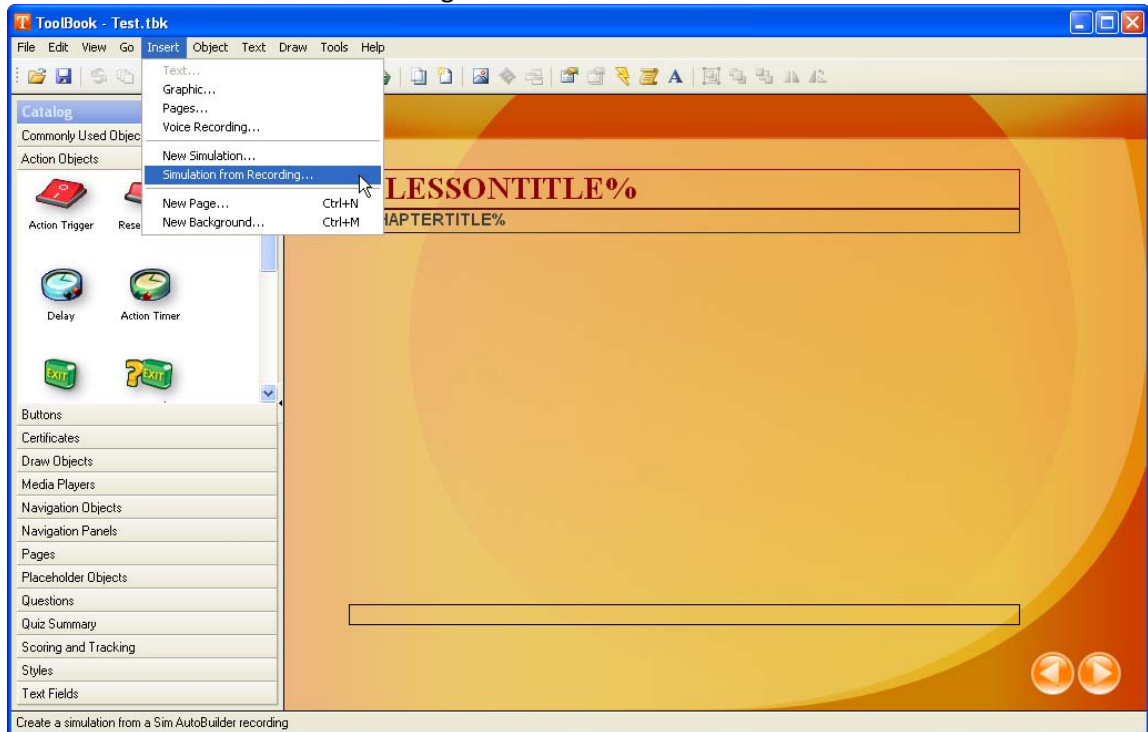 ToolBook - Test.tbk
File Edit View Go Insert Object Text Draw Tools Help
Text...
Graphic...
Pages...
Voice Recording...
New Simulation...
Simulation from Recording...
New Page... Ctrl+N
New Background... Ctrl+M
Catalog
Commonly Used Objec
Action Objects
Action Trigger Rese
Delay Action Timer
EXIT ? EXIT
Buttons
Certificates
Draw Objects
Media Players
Navigation Objects
Navigation Panels
Pages
Placeholder Objects
Questions
Quiz Summary
Scoring and Tracking
Styles
Text Fields
LESSONTITLE%
HAPTERTITLE%
Create a simulation from a Sim AutoBuilder recording